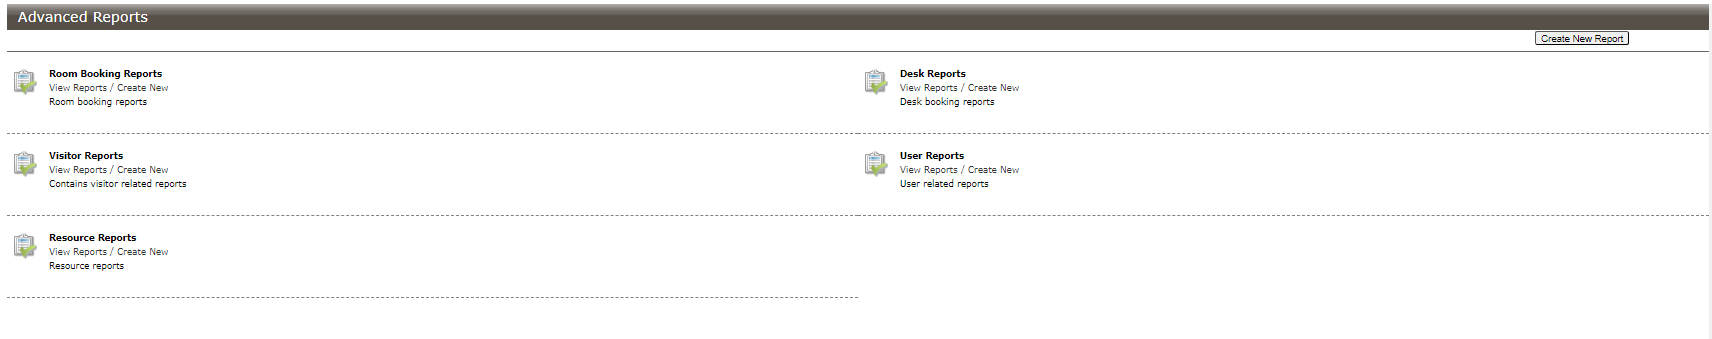 Advanced Reports
Create New Report
Room Booking Reports
View Reports / Create New
Room booking reports
Desk Reports
View Reports / Create New
Desk booking reports
Visitor Reports
View Reports / Create New
Contains visitor related reports
User Reports
View Reports / Create New
User related reports
Resource Reports
View Reports / Create New
Resource reports